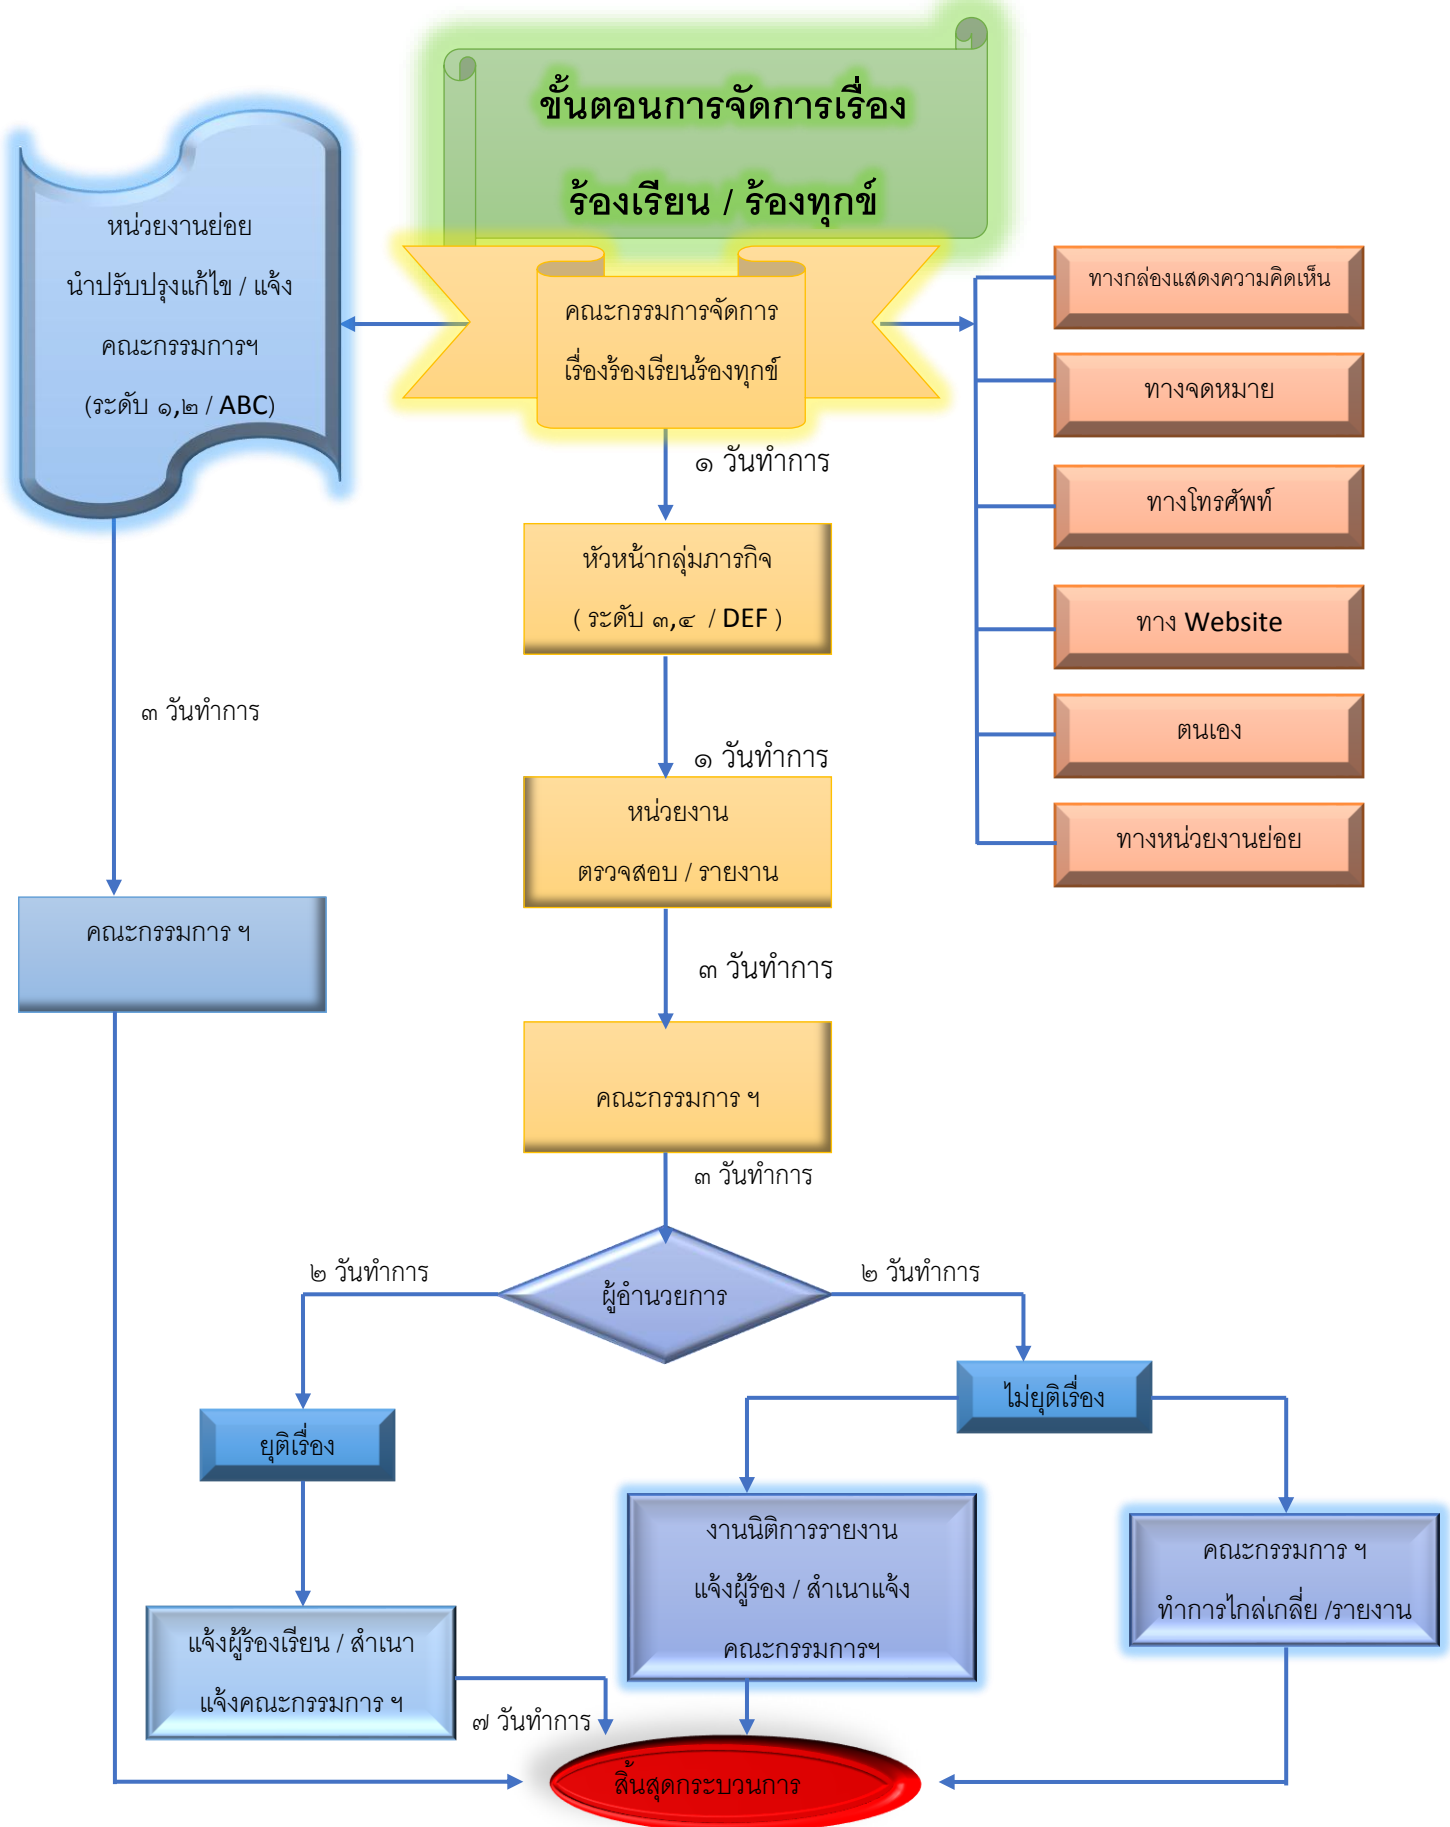 ขั้นตอนการจัดการเรื่อง
ร้องเรียน / ร้องทุกข์
หน่วยงานย่อย
นำปรับปรุงแก้ไข / แจ้ง
คณะกรรมการฯ
(ระดับ ๑,๒ / ABC)
คณะกรรมการจัดการ
เรื่องร้องเรียนร้องทุกข์
ทางกล่องแสดงความคิดเห็น
ทางจดหมาย
ทางโทรศัพท์
ทาง Website
ตนเอง
ทางหน่วยงานย่อย
๑ วันทำการ
หัวหน้ากลุ่มภารกิจ
( ระดับ ๓,๔ / DEF )
๓ วันทำการ
๑ วันทำการ
หน่วยงาน
ตรวจสอบ / รายงาน
คณะกรรมการ ฯ
๓ วันทำการ
คณะกรรมการ ฯ
๓ วันทำการ
๒ วันทำการ
ผู้อำนวยการ
๒ วันทำการ
ยุติเรื่อง
ไม่ยุติเรื่อง
งานนิติการรายงาน
แจ้งผู้ร้อง / สำเนาแจ้ง
คณะกรรมการฯ
คณะกรรมการ ฯ
ทำการไกล่เกลี่ย /รายงาน
แจ้งผู้ร้องเรียน / สำเนา
แจ้งคณะกรรมการ ฯ
๗ วันทำการ
สิ้นสุดกระบวนการ